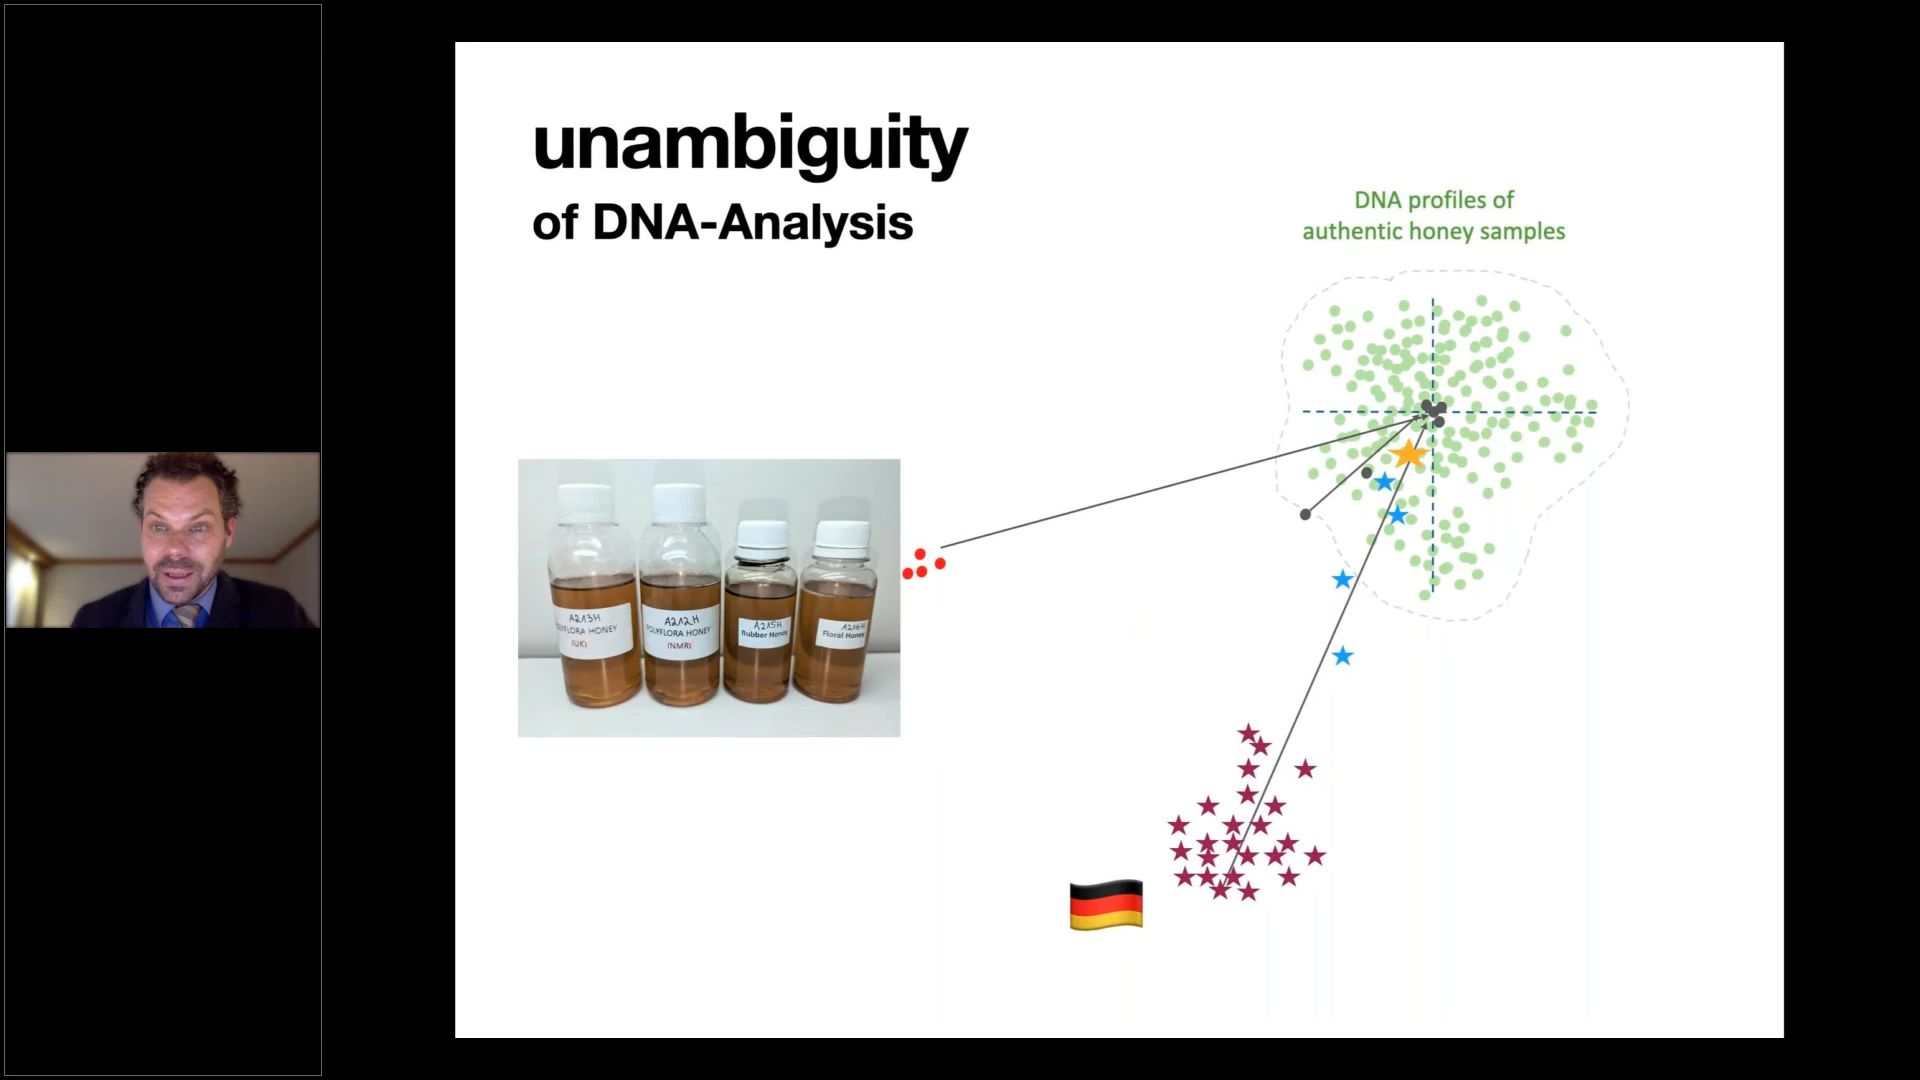 unambiguity
of DNA-Analysis
DNA profiles of
authentic honey samples
A213H
POLYFLORA HONEY
(UK)
A212H
POLYFLORA HONEY
(NMR)
A215H
Rubber Honey
A216H
Floral Honey